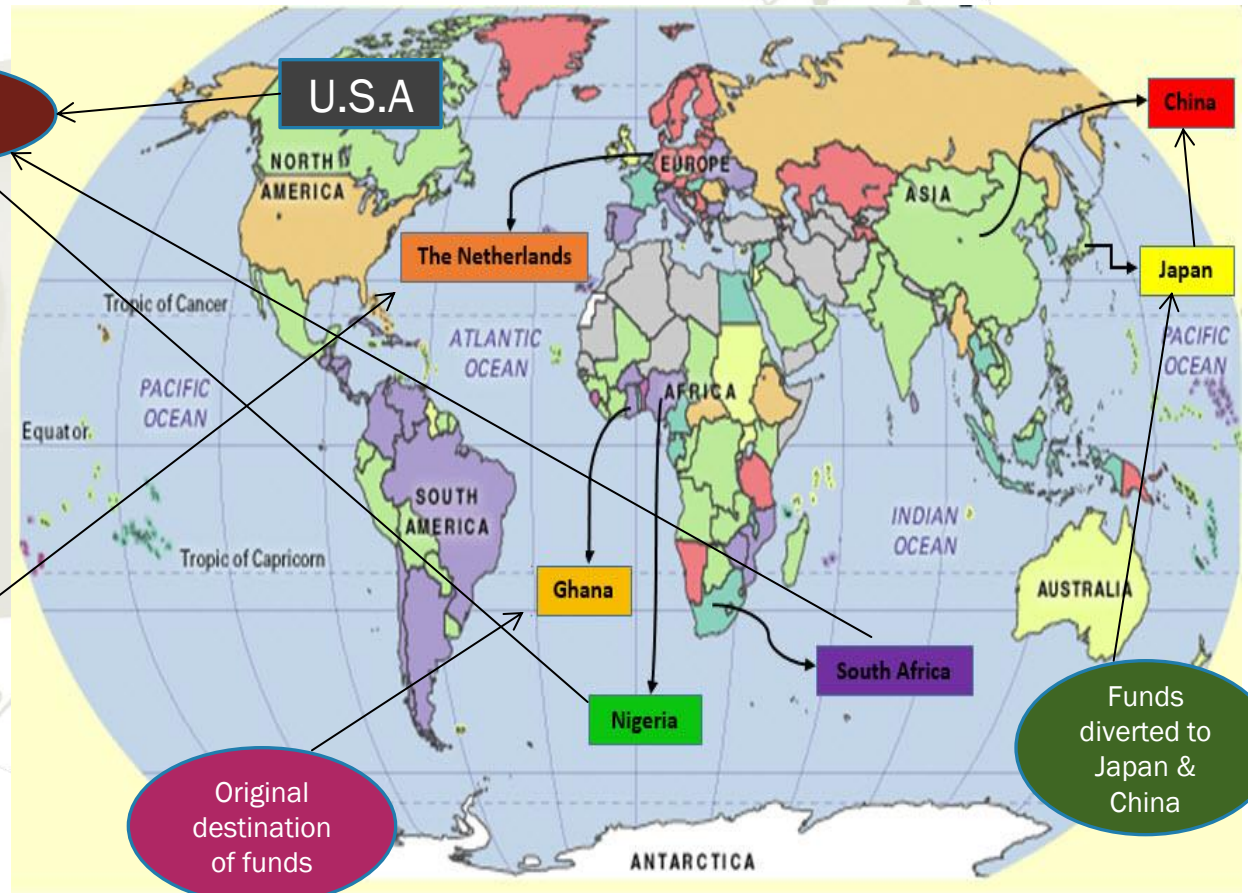 U.S.A
China
NORTH
AMERICA
EUROPE
ASIA
The Netherlands
Japan
Tropic of Cancer
ATLANTIC
OCEAN
PACIFIC
OCEAN
PACIFIC
OCEAN
AFRICA
Equator
SOUTH
AMERICA
INDIAN
OCEAN
Tropic of Capricorn
Ghana
AUSTRALIA
South Africa
Nigeria
Funds
diverted to
Japan &
China
Original
destination
of funds
ANTARCTICA